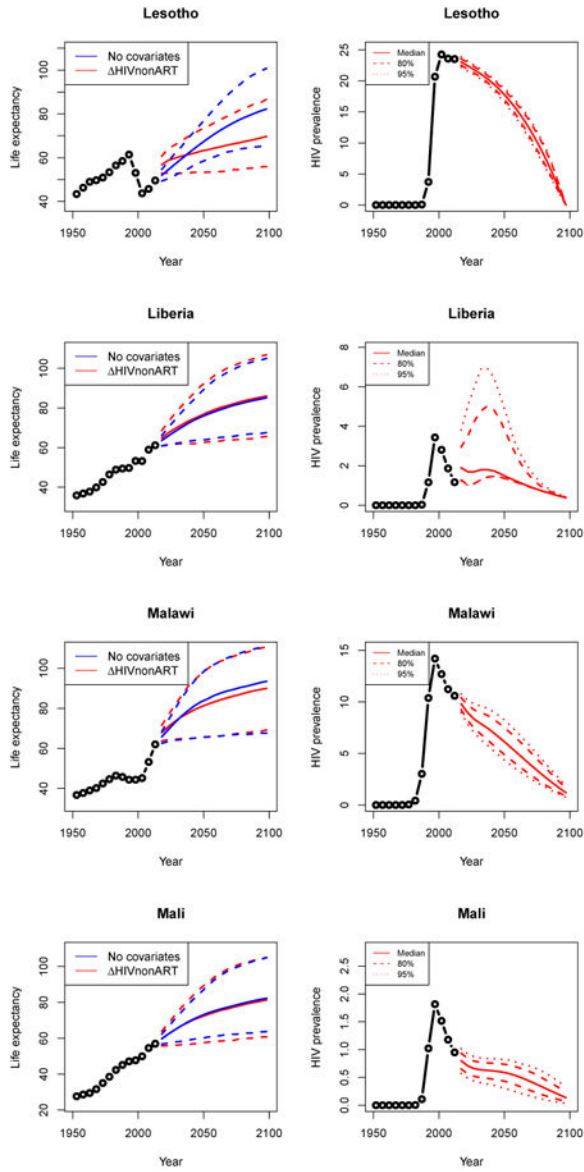 Lesotho
Lesotho
Life expectancy
100
80
60
40
No covariates
ΔHIVnonART
1950
2000
2050
2100
Year
HIV prevalence
25
20
15
10
5
0
Median
80%
95%
1950
2000
2050
2100
Year
Liberia
Liberia
Life expectancy
100
80
60
40
No covariates
ΔHIVnonART
1950
2000
2050
2100
Year
HIV prevalence
8
6
4
2
0
Median
80%
95%
1950
2000
2050
2100
Year
Malawi
Malawi
Life expectancy
100
80
60
40
No covariates
ΔHIVnonART
1950
2000
2050
2100
Year
HIV prevalence
15
10
5
0
Median
80%
95%
1950
2000
2050
2100
Year
Mali
Mali
Life expectancy
100
80
60
40
20
No covariates
ΔHIVnonART
1950
2000
2050
2100
Year
HIV prevalence
2.5
2.0
1.5
1.0
0.5
0.0
Median
80%
95%
1950
2000
2050
2100
Year